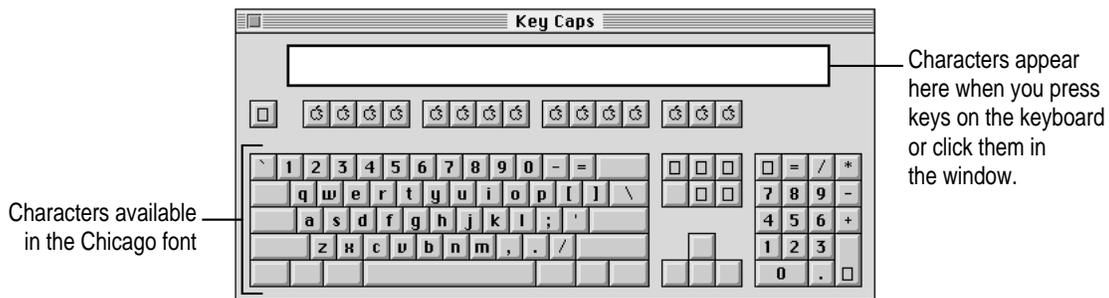 Key Caps
Characters appear
here when you press
keys on the keyboard
or click them in
the window.
` 1 2 3 4 5 6 7 8 9 0 - =
= / *
q w e r t y u i o p [ ] \
7 8 9 -
Characters available
in the Chicago font
a s d f g h j k l ; '
4 5 6 +
z x c v b n m , . /
1 2 3
0 .